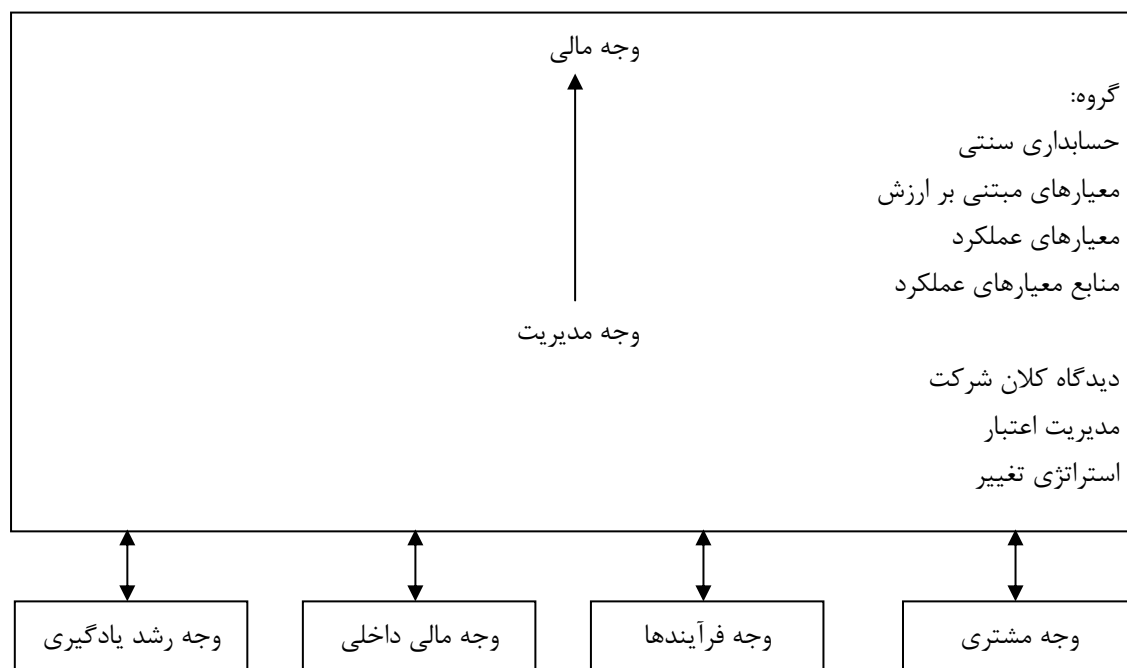 وجه مالی
گروه:
حسابداری سنتی
معیارهای مبتنی بر ارزش
معیارهای عملکرد
منابع معیارهای عملکرد
وجه مدیریت
دیدگاه کلان شرکت
مدیریت اعتبار
استراتژی تغییر
وجه مشتری
وجه فرآیندها
وجه مالی داخلی
وجه رشد یادگیری